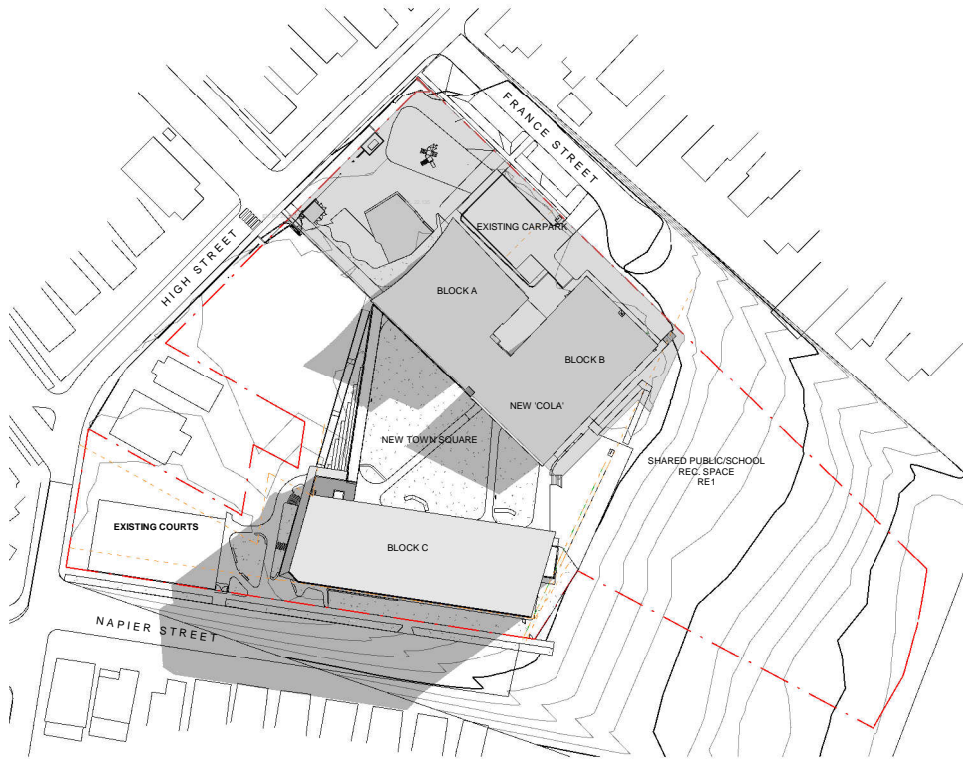 FRANCE STREET
EXISTING CARPARK
HIGH STREET
BLOCK A
BLOCK B
NEW 'COLA'
NEW TOWN SQUARE
SHARED PUBLIC/SCHOOL
REC. SPACE
RE1
EXISTING COURTS
BLOCK C
NAPIER STREET